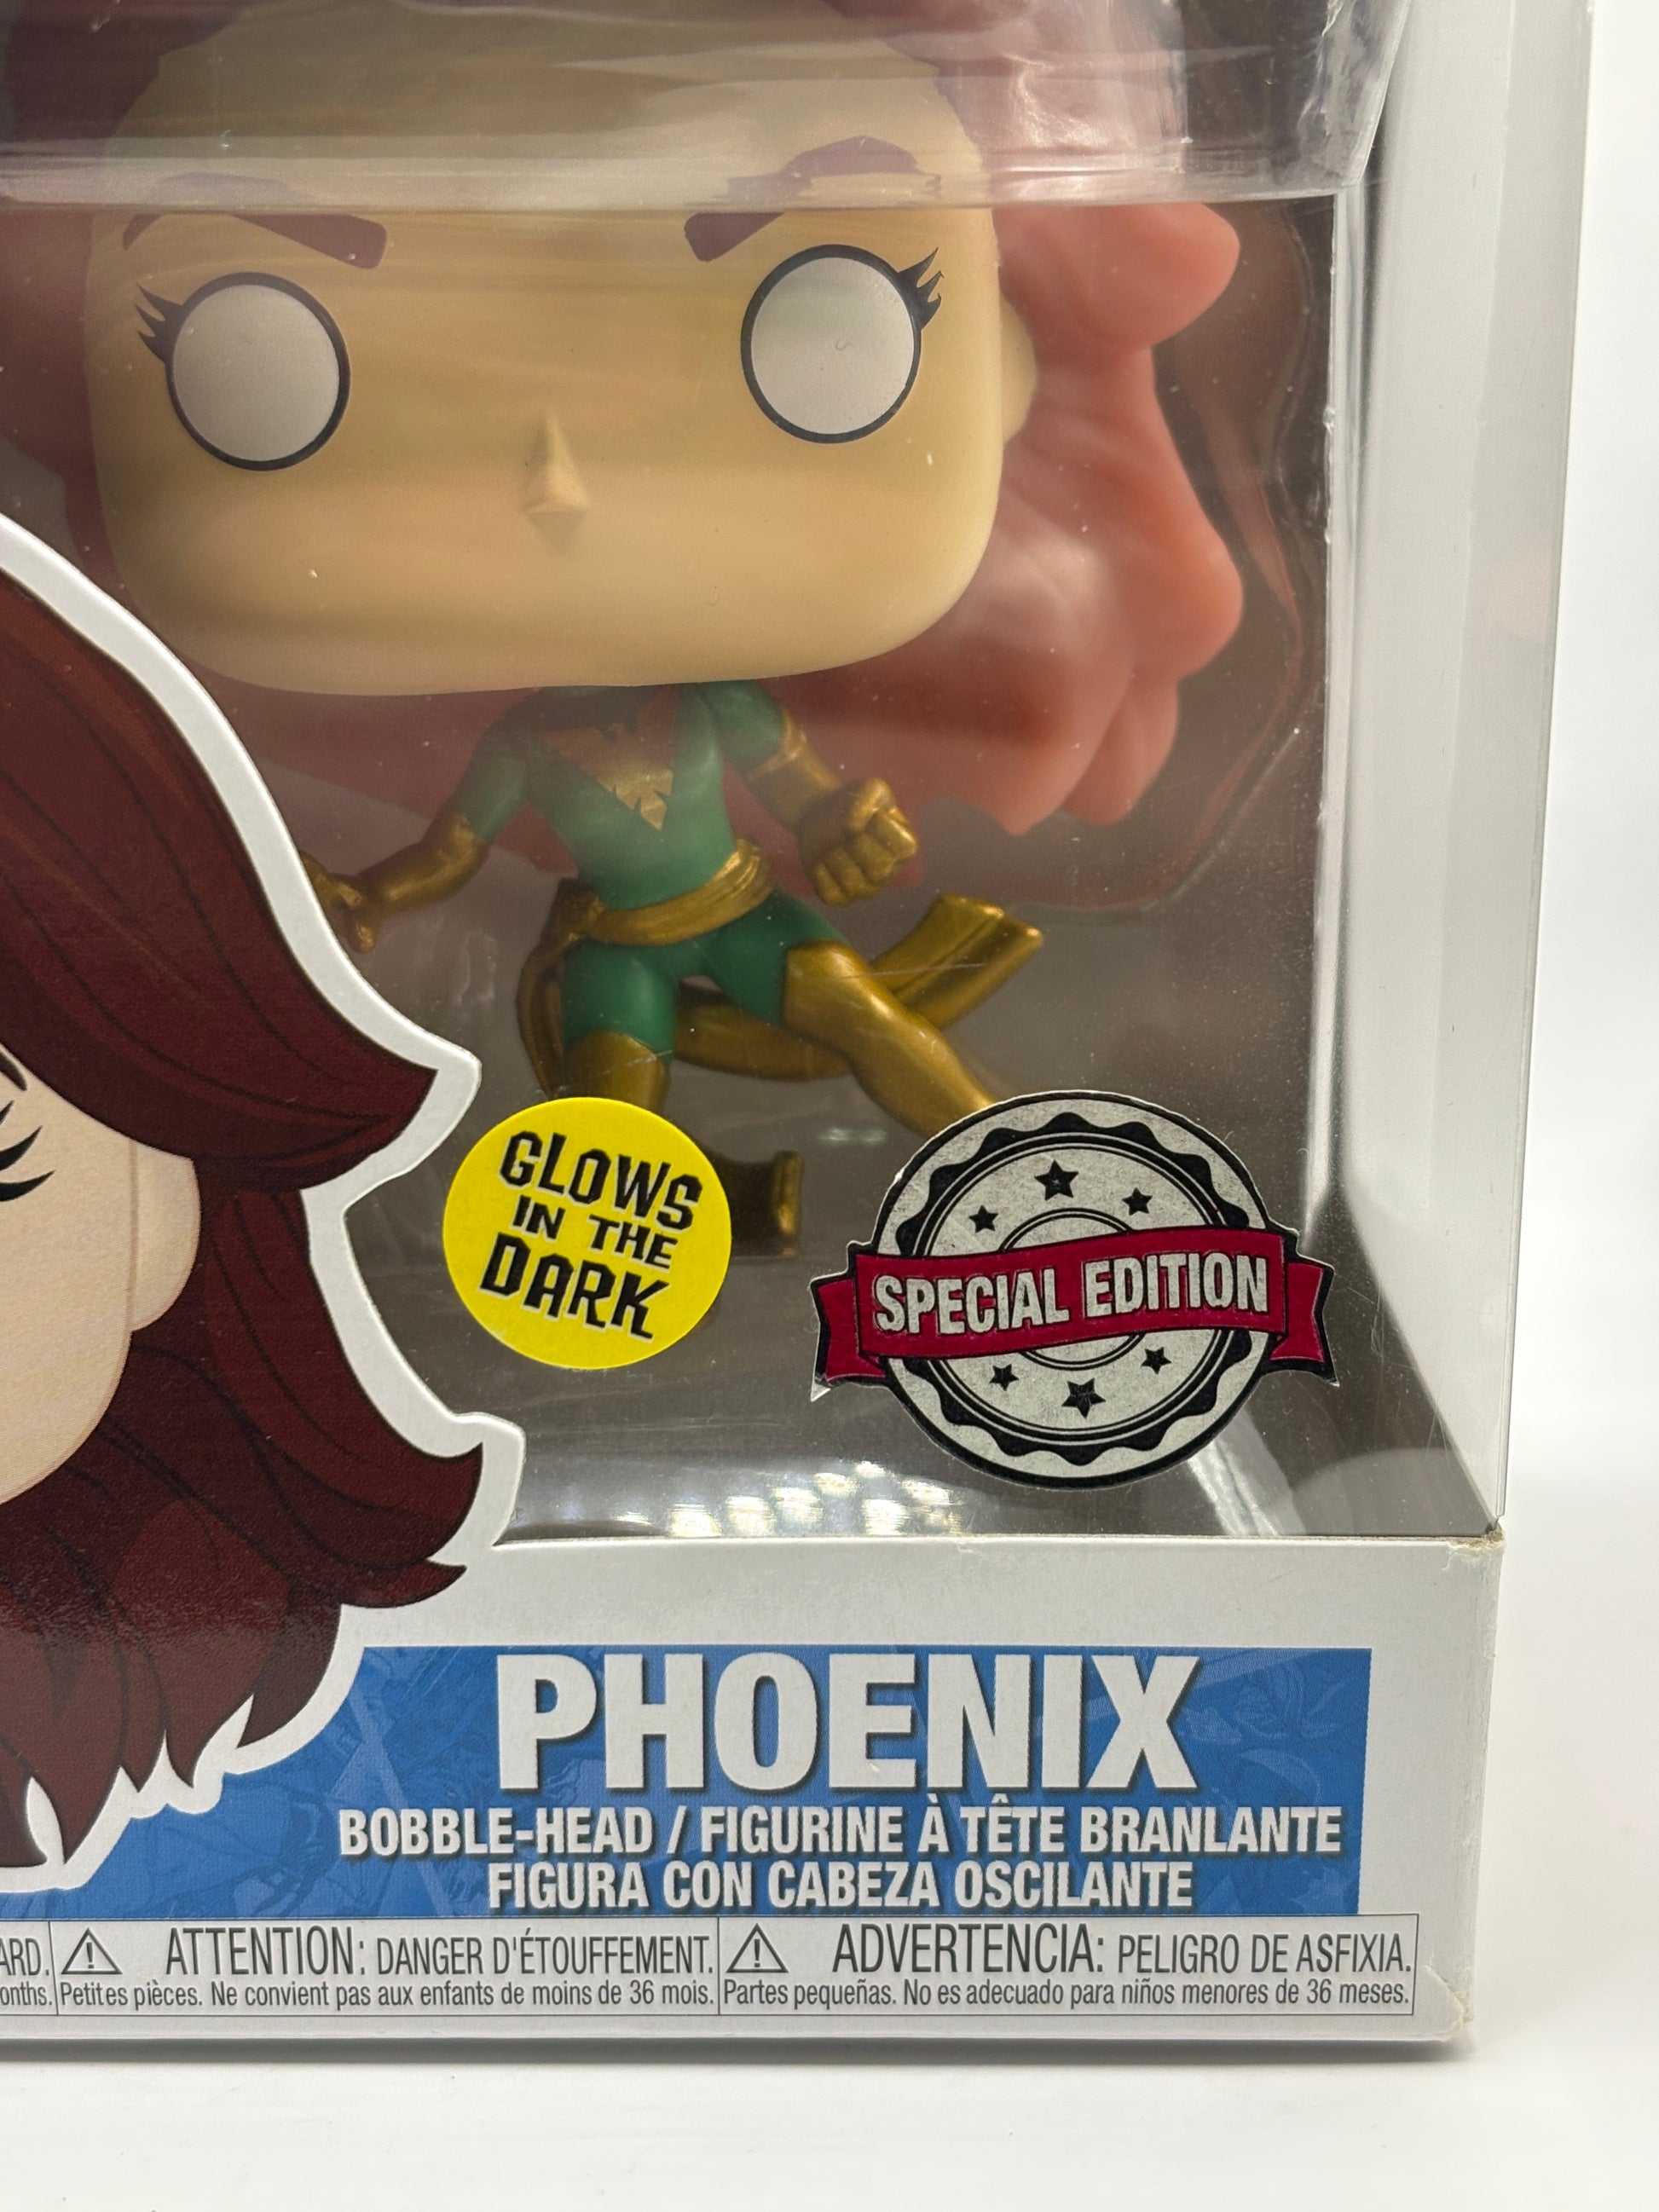 GLOWS
IN THE
DARK
SPECIAL EDITION
PHOENIX
BOBBLE-HEAD / FIGURINE À TÊTE BRANLANTE
FIGURA CON CABEZA OSCILANTE
ARD.
onths.
ATTENTION: DANGER D'ÉTOUFFEMENT.
Petites pièces. Ne convient pas aux enfants de moins de 36 mois.
ADVERTENCIA: PELIGRO DE ASFIXIA.
Partes pequeñas. No es adecuado para niños menores de 36 meses.